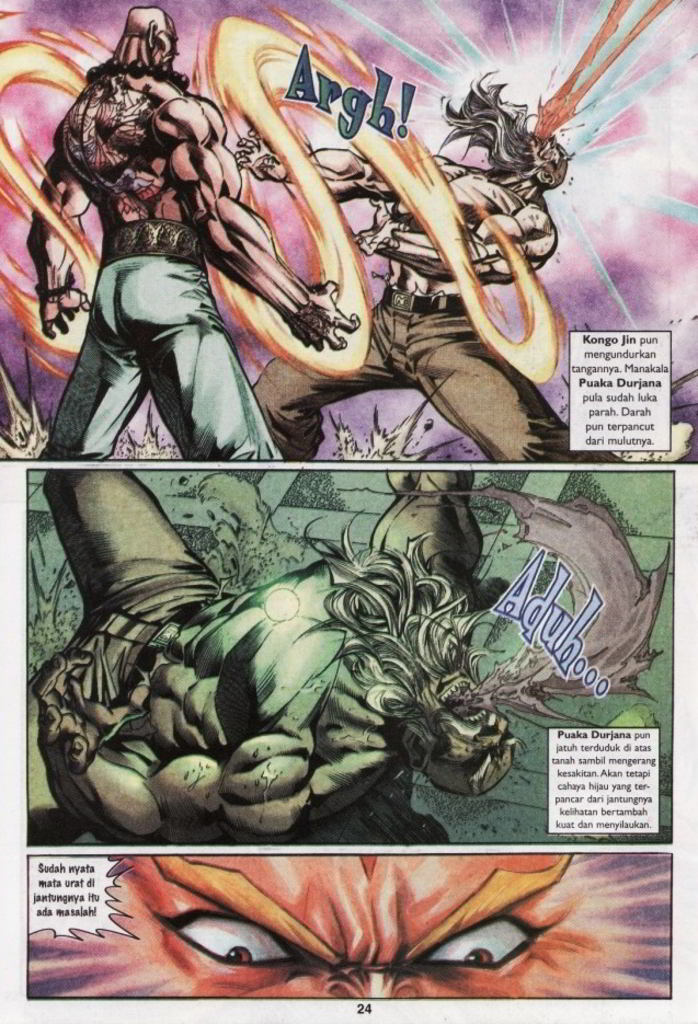 Argh!
Kongo Jin pun
mengundurkan
tangannya. Manakala
Puaka Durjana
pula sudah luka
parah. Darah
pun terpancut
dari mulutnya.
Aduh...
Puaka Durjana pun
jatuh terduduk di atas
tanah sambil mengerang
kesakitan. Akan tetapi
cahaya hijau yang ter-
pancar dari jantungnya
kelihatan bertambah
kuat dan menyilaukan.
Sudah nyata
mata urat di
jantungnya itu
ada masalah!
24